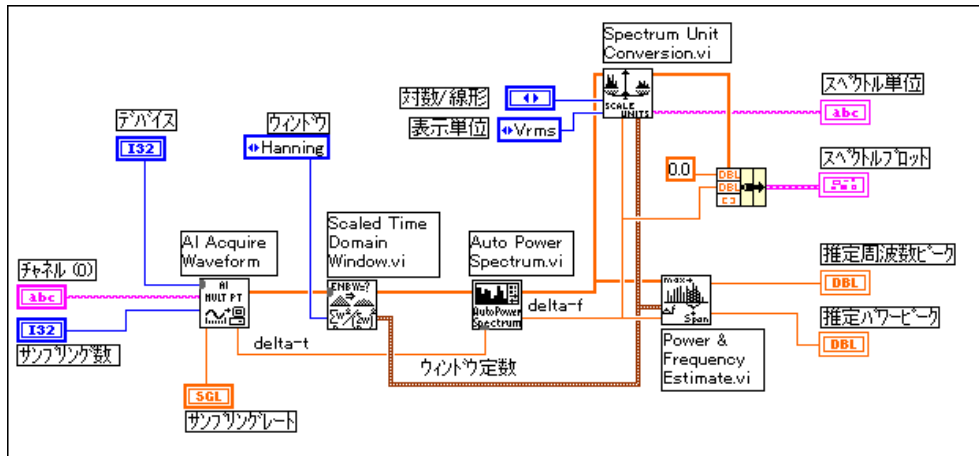 Spectrum Unit
Conversion.vi
対数/線形
SCALE
UNITS
スペクトル単位
abc
表示単位
Vrms
デバイス
I32
ウィンドウ
Hanning
0.0
DBL
DBL
スペクトルプロット
AI Acquire
Waveform
Scaled Time
Domain
Window.vi
Auto Power
Spectrum.vi
チャネル (0)
abc
AI
MULT PT
ENBW=?
AutoPower
Spectrum
delta-f
max
Δf
Span
推定周波数ピーク
DBL
推定パワーピーク
DBL
I32
サンプリング数
delta-t
ウィンドウ定数
Power &
Frequency
Estimate.vi
SGL
サンプリングレート